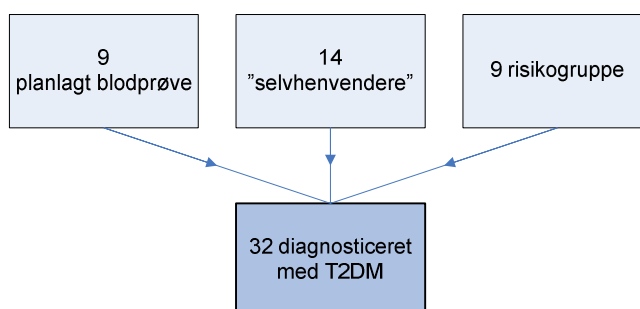 9
planlagt blodprøve
14
”selvhenvendere”
9 risikogruppe
32 diagnosticeret
med T2DM